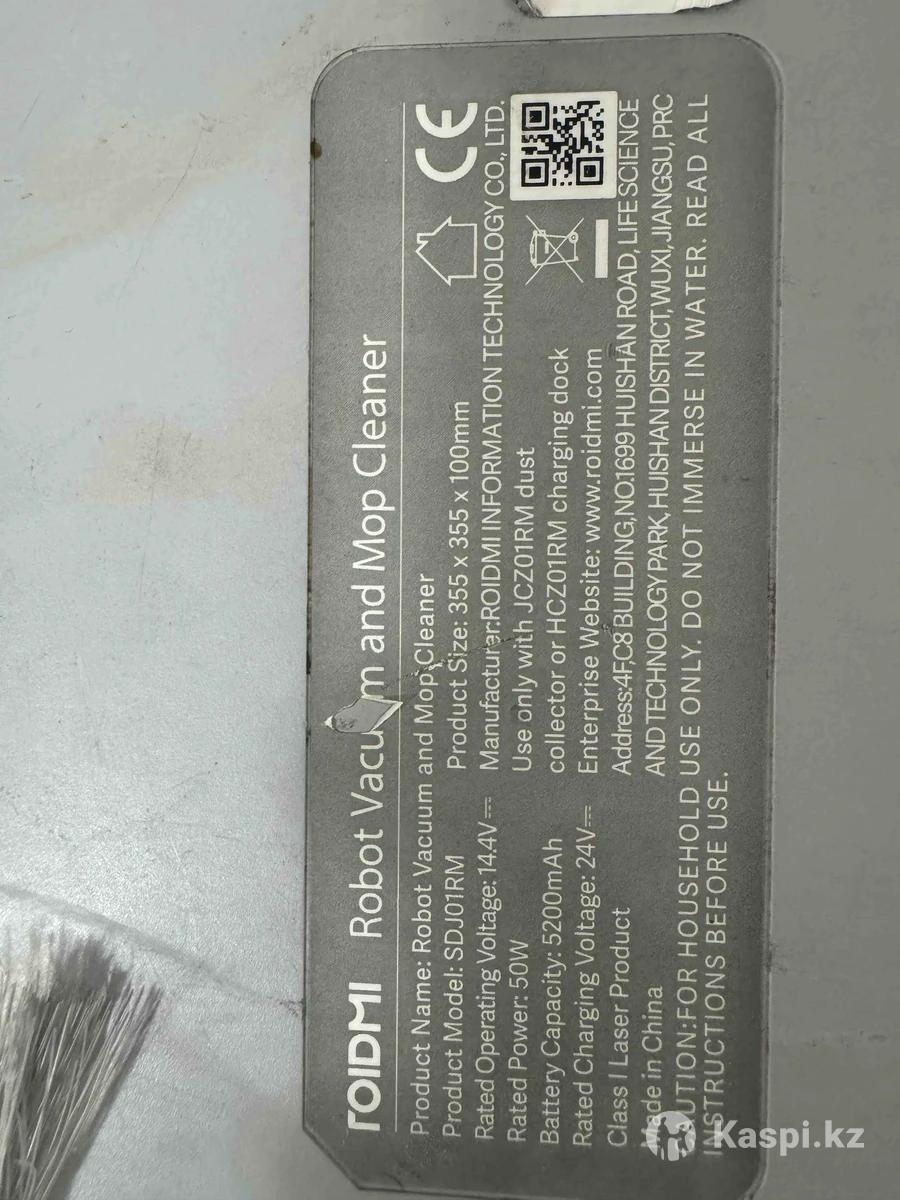 ROIDMI Robot Vacuum and Mop Cleaner
Product Name: Robot Vacuum and Mop Cleaner
Product Model: SDJ01RM
Rated Operating Voltage: 14.4V⎓
Rated Power: 50W
Battery Capacity: 5200mAh
Rated Charging Voltage: 24V⎓
Class I Laser Product
Made in China
Product Size: 355 x 355 x 100mm
Manufacturer:ROIDMI INFORMATION TECHNOLOGY CO., LTD.
Use only with JCZ01RM dust
collector or HCZ01RM charging dock
Enterprise Website: www.roidmi.com
Address:4F,C8 BUILDING,NO.1699 HUISHAN ROAD, LIFE SCIENCE
AND TECHNOLOGY PARK, HUISHAN DISTRICT,WUXI,JIANGSU,PRC
CE
CAUTION:FOR HOUSEHOLD USE ONLY. DO NOT IMMERSE IN WATER. READ ALL
INSTRUCTIONS BEFORE USE.
Kaspi.kz